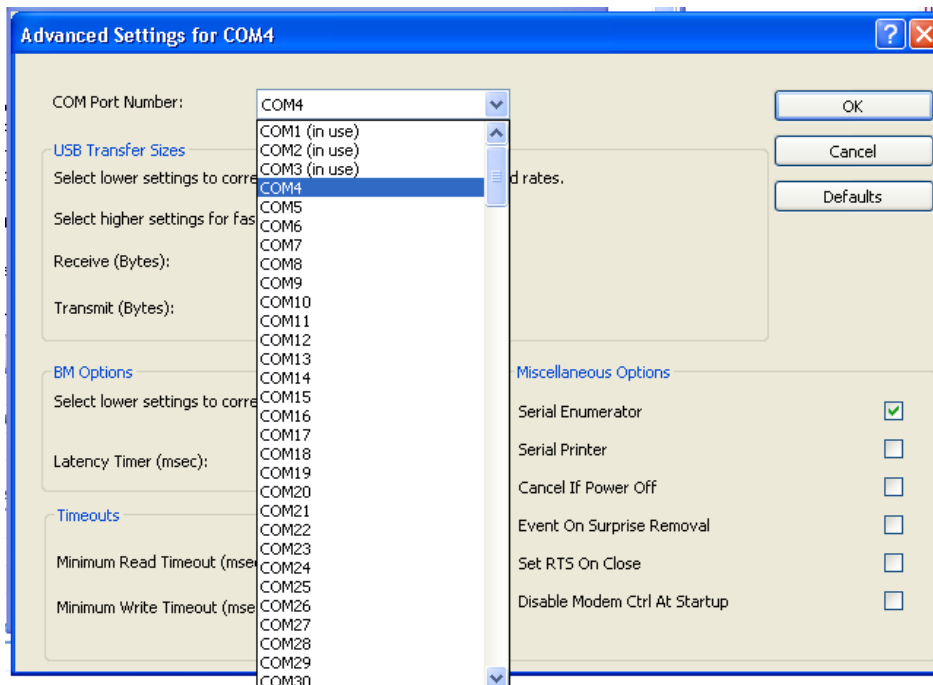 Advanced Settings for COM4
COM Port Number:
COM4
OK
Cancel
Defaults
COM1 (in use)
COM2 (in use)
COM3 (in use)
COM4
COM5
COM6
COM7
COM8
COM9
COM10
COM11
COM12
COM13
COM14
COM15
COM16
COM17
COM18
COM19
COM20
COM21
COM22
COM23
COM24
COM25
COM26
COM27
COM28
COM29
COM30
USB Transfer Sizes
Select lower settings to corre
d rates.
Select higher settings for fas
Receive (Bytes):
Transmit (Bytes):
BM Options
Select lower settings to corre
Latency Timer (msec):
Timeouts
Minimum Read Timeout (mse
Minimum Write Timeout (mse
Miscellaneous Options
Serial Enumerator
Serial Printer
Cancel If Power Off
Event On Surprise Removal
Set RTS On Close
Disable Modem Ctrl At Startup